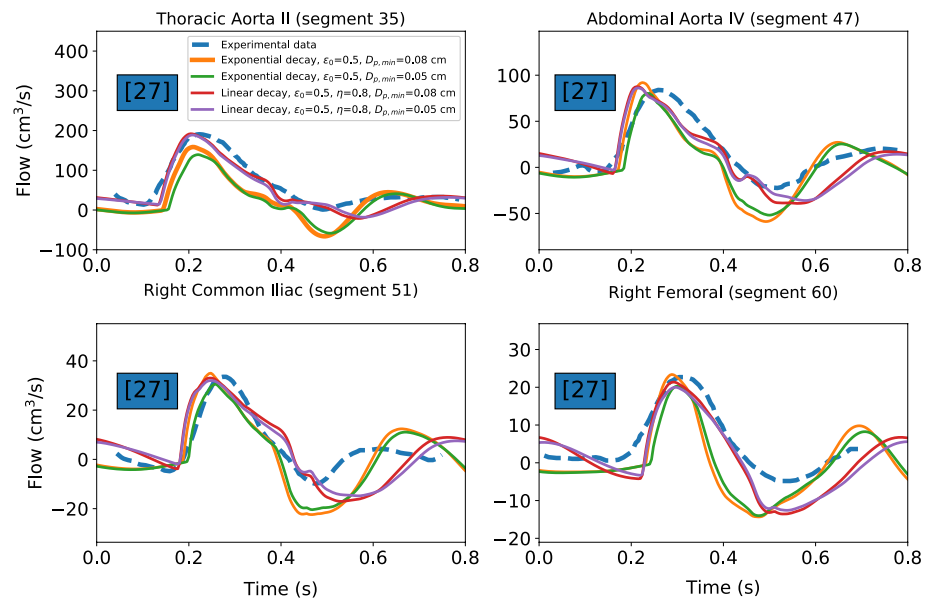 Thoracic Aorta II (segment 35)
Abdominal Aorta IV (segment 47)
Flow (cm³/s)
400
300
200
100
0
−100
[27]
Experimental data
Exponential decay, ε₀=0.5, Dₚ,ₘᵢₙ=0.08 cm
Exponential decay, ε₀=0.5, Dₚ,ₘᵢₙ=0.05 cm
Linear decay, ε₀=0.5, η=0.8, Dₚ,ₘᵢₙ=0.08 cm
Linear decay, ε₀=0.5, η=0.8, Dₚ,ₘᵢₙ=0.05 cm
0.0 0.2 0.4 0.6 0.8
100
50
0
−50
[27]
0.0 0.2 0.4 0.6 0.8
Right Common Iliac (segment 51)
Right Femoral (segment 60)
Flow (cm³/s)
40
20
0
−20
[27]
0.0 0.2 0.4 0.6 0.8
Time (s)
30
20
10
0
−10
−20
[27]
0.0 0.2 0.4 0.6 0.8
Time (s)